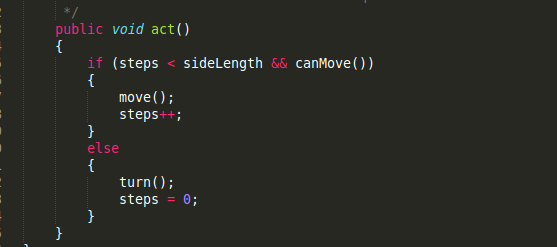 */
public void act()
{
if (steps < sideLength && canMove())
{
move();
steps++;
}
else
{
turn();
steps = 0;
}
}
}